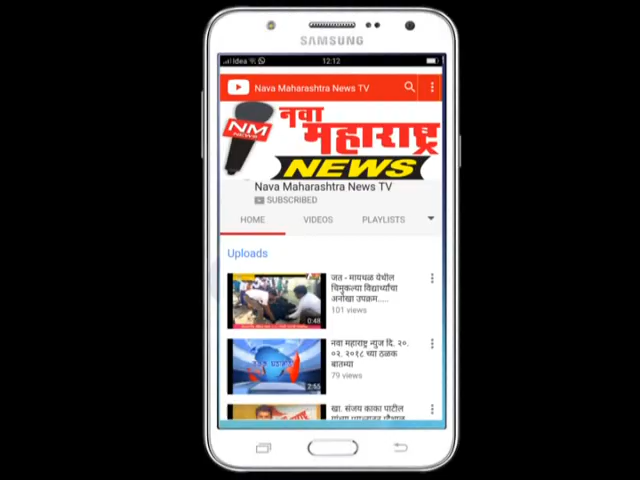 SAMSUNG
Idea 12:12
Nava Maharashtra News TV
NM
NEWS
नवा
महाराष्ट्र
NEWS
Nava Maharashtra News TV
SUBSCRIBED
HOME VIDEOS PLAYLISTS
Uploads
जत - मायथळ येथील
चिमुकल्या विद्यार्थ्यांचा
अनोखा उपक्रम.....
101 views
0:48
नवा महाराष्ट्र न्युज दि. २०.
०२. २०१८ च्या ठळक
बातम्या
79 views
2:55
खा. संजय काका पाटील